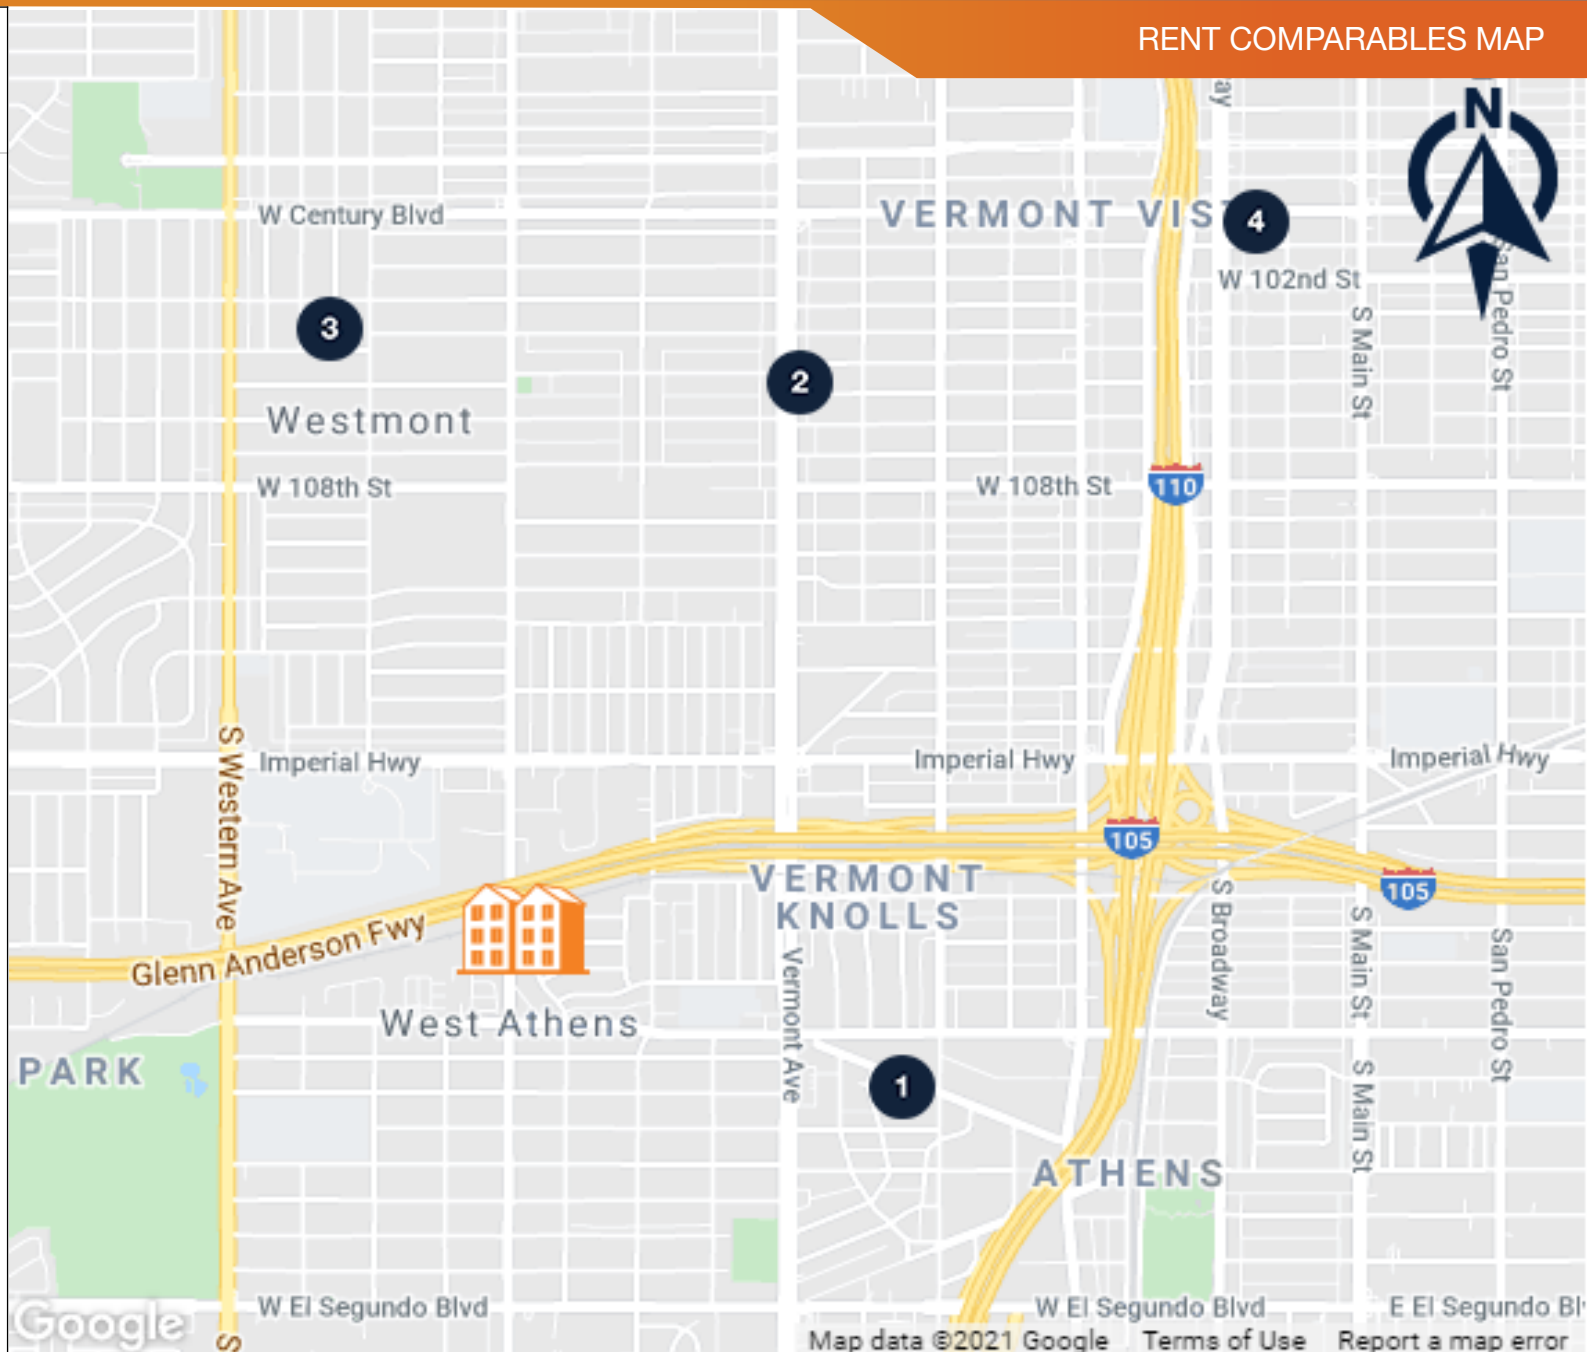 RENT COMPARABLES MAP
N
W Century Blvd
VERMONT VIS
4
W 102nd St
San Pedro St
S Main St
3
2
Westmont
W 108th St
W 108th St
110
S Western Ave
Imperial Hwy
Imperial Hwy
Imperial Hwy
105
105
VERMONT
KNOLLS
Glenn Anderson Fwy
S Broadway
S Main St
San Pedro St
Vermont Ave
West Athens
PARK
1
S Main St
ATHENS
W El Segundo Blvd
W El Segundo Blvd
E El Segundo
Google
S
Map data ©2021 Google Terms of Use Report a map error